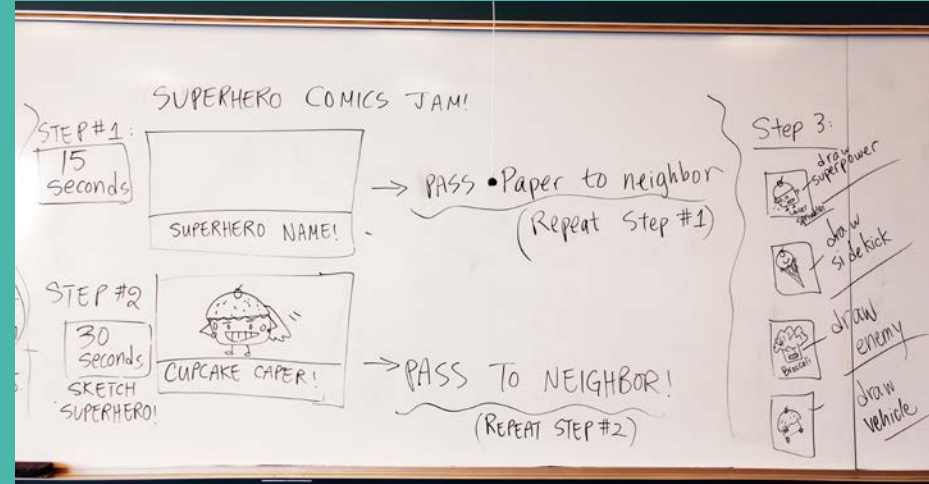 SUPERHERO COMICS JAM!
STEP #1:
15
seconds
SUPERHERO NAME!
→ PASS • Paper to neighbor
(Repeat Step #1)
STEP #2
30
seconds
SKETCH
SUPERHERO!
CUPCAKE CAPER!
→ PASS TO NEIGHBOR!
(REPEAT STEP #2)
Step 3:
draw
superpower
draw
sidekick
draw
enemy
Broccoli
draw
vehicle